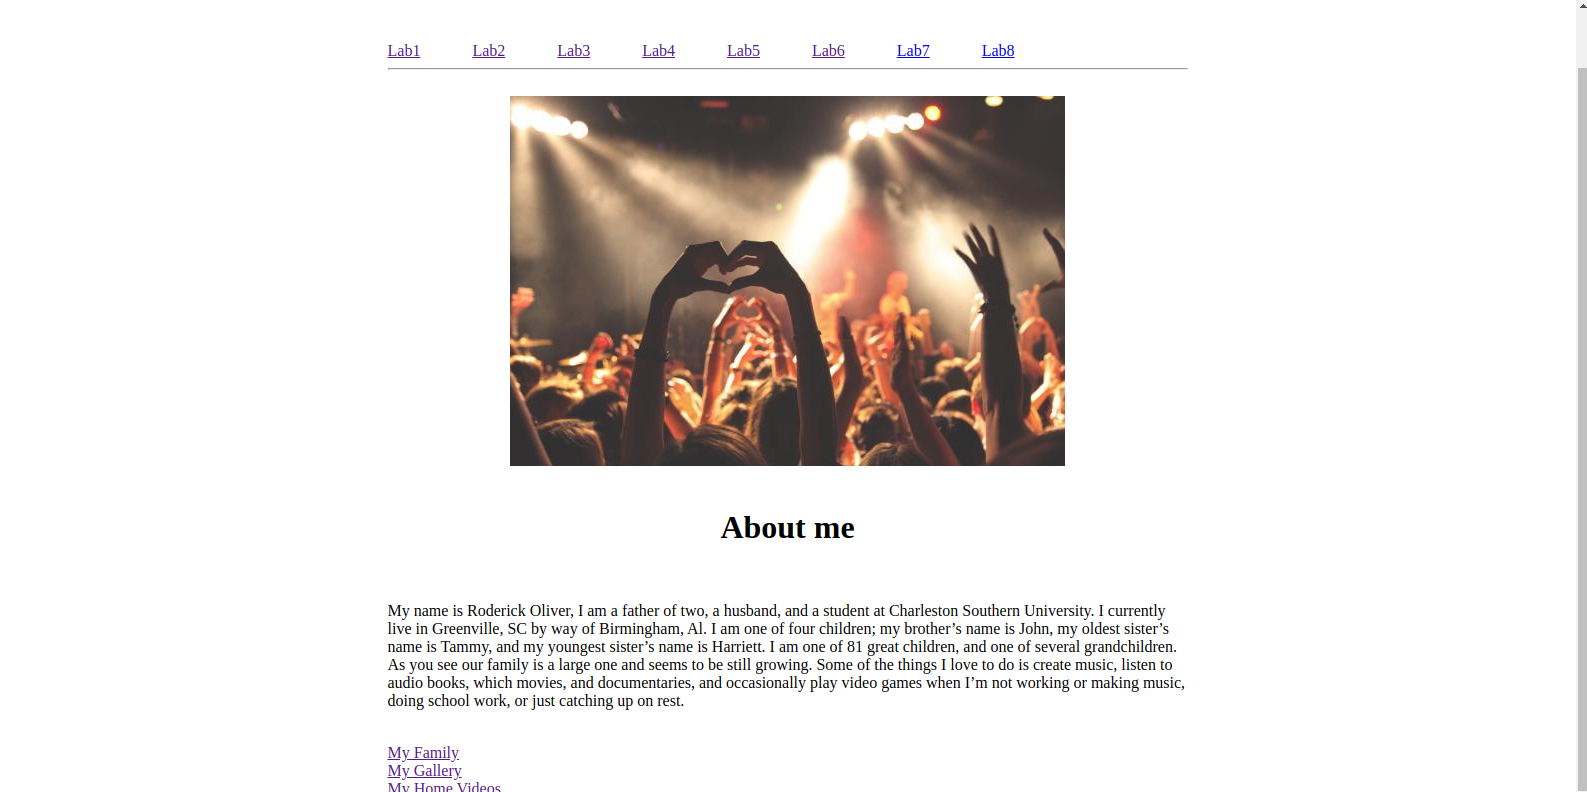 Lab1 Lab2 Lab3 Lab4 Lab5 Lab6 Lab7 Lab8
About me
My name is Roderick Oliver, I am a father of two, a husband, and a student at Charleston Southern University. I currently
live in Greenville, SC by way of Birmingham, Al. I am one of four children; my brother’s name is John, my oldest sister’s
name is Tammy, and my youngest sister’s name is Harriett. I am one of 81 great children, and one of several grandchildren.
As you see our family is a large one and seems to be still growing. Some of the things I love to do is create music, listen to
audio books, which movies, and documentaries, and occasionally play video games when I’m not working or making music,
doing school work, or just catching up on rest.
My Family
My Gallery
My Home Videos